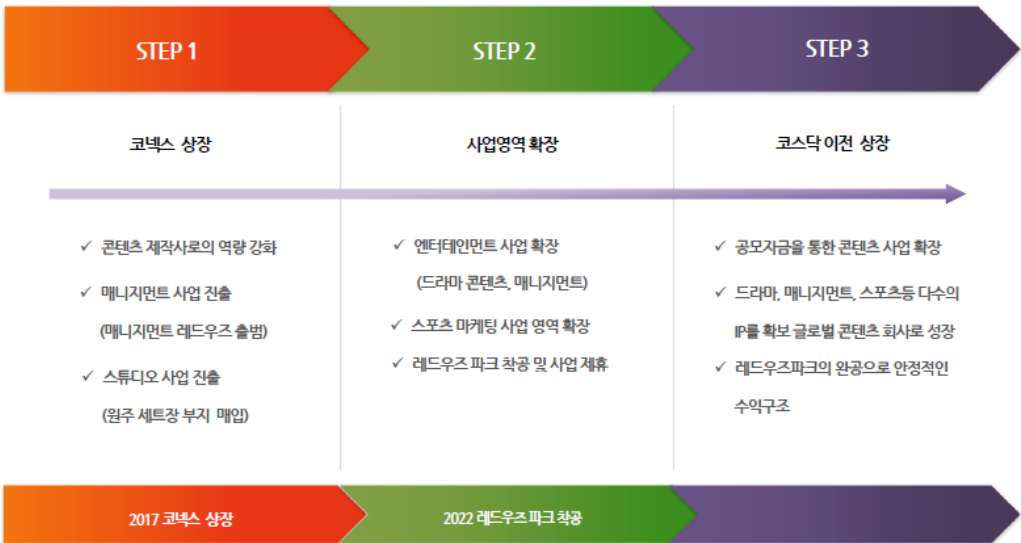 STEP 1
STEP 2
STEP 3
코넥스 상장
사업영역 확장
코스닥 이전 상장
✓ 콘텐츠 제작사로의 역량 강화
✓ 매니지먼트 사업 진출
(매니지먼트 레드우즈 출범)
✓ 스튜디오 사업 진출
(원주 세트장 부지 매입)
✓ 엔터테인먼트 사업 확장
(드라마 콘텐츠, 매니지먼트)
✓ 스포츠 마케팅 사업 영역 확장
✓ 레드우즈 파크 착공 및 사업 제휴
✓ 공모자금을 통한 콘텐츠 사업 확장
✓ 드라마, 매니지먼트, 스포츠등 다수의
IP를 확보 글로벌 콘텐츠 회사로 성장
✓ 레드우즈파크의 완공으로 안정적인
수익구조
2017 코넥스 상장
2022 레드우즈 파크 착공